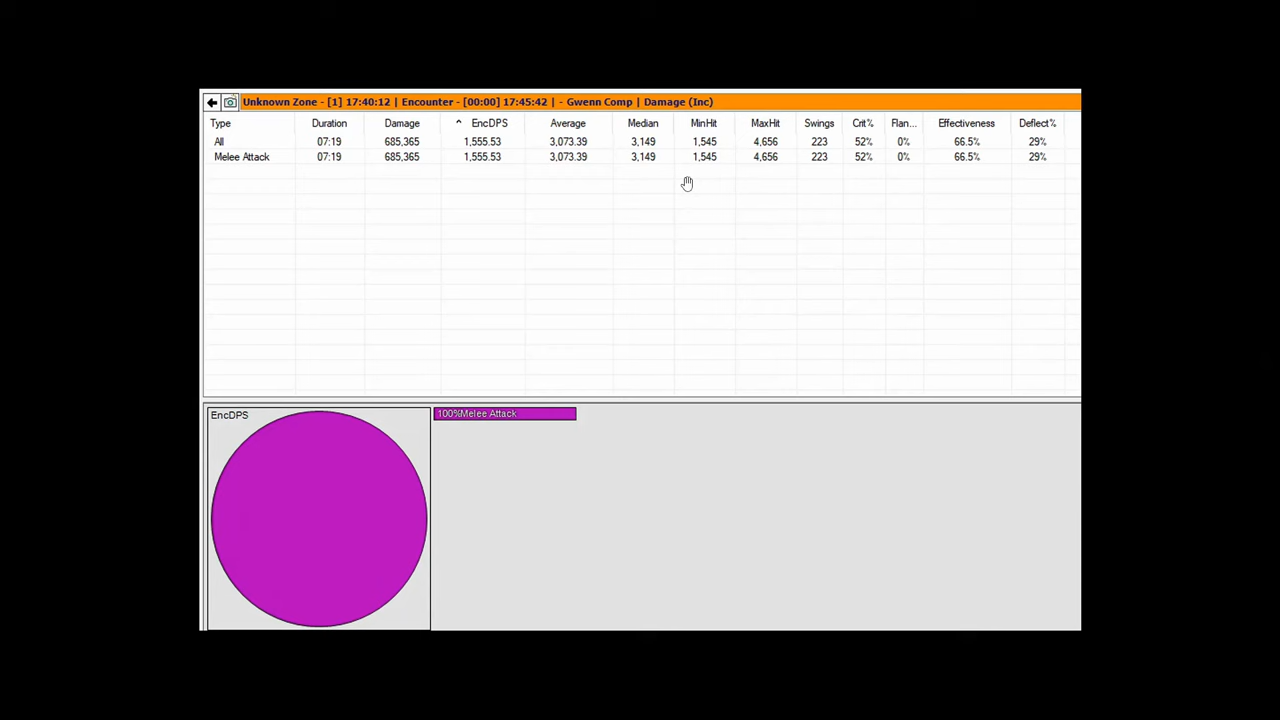 Unknown Zone - [1] 17:40:12 | Encounter - [00:00] 17:45:42 | - Gwenn Comp | Damage (Inc)
Type Duration Damage EncDPS Average Median MinHit MaxHit Swings Crit% Flan... Effectiveness Deflect%
All 07:19 685,365 1,555.53 3,073.39 3,149 1,545 4,656 223 52% 0% 66.5% 29%
Melee Attack 07:19 685,365 1,555.53 3,073.39 3,149 1,545 4,656 223 52% 0% 66.5% 29%
EncDPS
100%Melee Attack